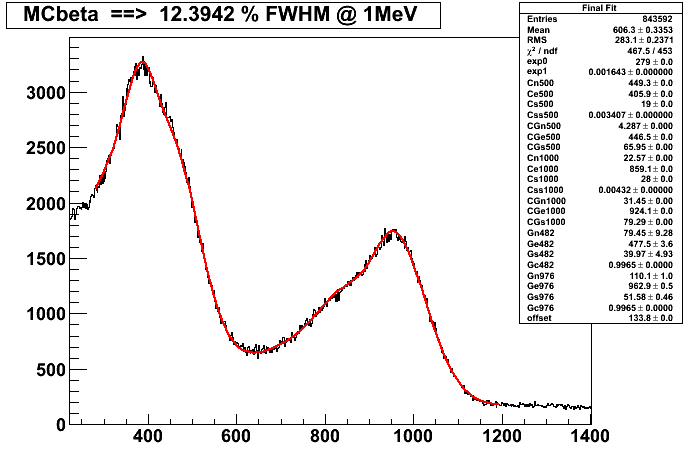 MCbeta ==> 12.3942 % FWHM @ 1MeV
Final Fit
Entries 843592
Mean 606.3 ± 0.3353
RMS 283.1 ± 0.2371
χ² / ndf 467.5 / 453
exp0 279 ± 0.0
exp1 0.001643 ± 0.000000
Cn500 449.3 ± 0.0
Ce500 405.9 ± 0.0
Cs500 19 ± 0.0
Css500 0.003407 ± 0.000000
CGn500 4.287 ± 0.000
CGe500 446.5 ± 0.0
CGs500 65.95 ± 0.00
Cn1000 22.57 ± 0.00
Ce1000 859.1 ± 0.0
Cs1000 28 ± 0.0
Css1000 0.00432 ± 0.00000
CGn1000 31.45 ± 0.00
CGe1000 924.1 ± 0.0
CGs1000 79.29 ± 0.00
Gn482 79.45 ± 9.28
Ge482 477.5 ± 3.6
Gs482 39.97 ± 4.93
Gc482 0.9965 ± 0.0000
Gn976 110.1 ± 1.0
Ge976 962.9 ± 0.5
Gs976 51.58 ± 0.46
Gc976 0.9965 ± 0.0000
offset 133.8 ± 0.0
3000
2500
2000
1500
1000
500
0
400 600 800 1000 1200 1400